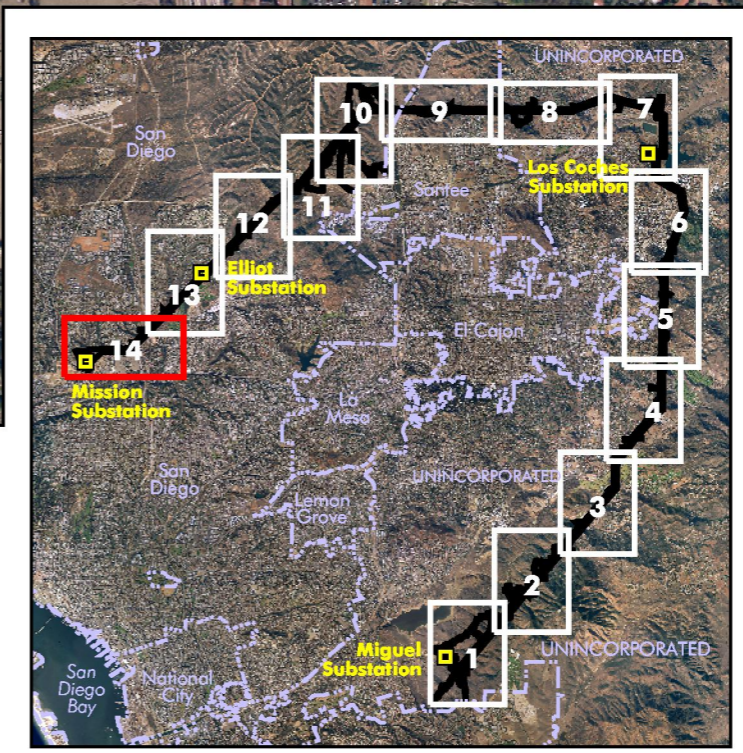 UNINCORPORATED
10
9
8
7
San
Diego
Los Coches
Substation
11
Santee
12
6
Elliot
Substation
13
5
El Cajon
14
Mission
Substation
La
Mesa
4
San
Diego
UNINCORPORATED
Lemon
Grove
3
2
Miguel
Substation
1
UNINCORPORATED
San
Diego
Bay
National
City